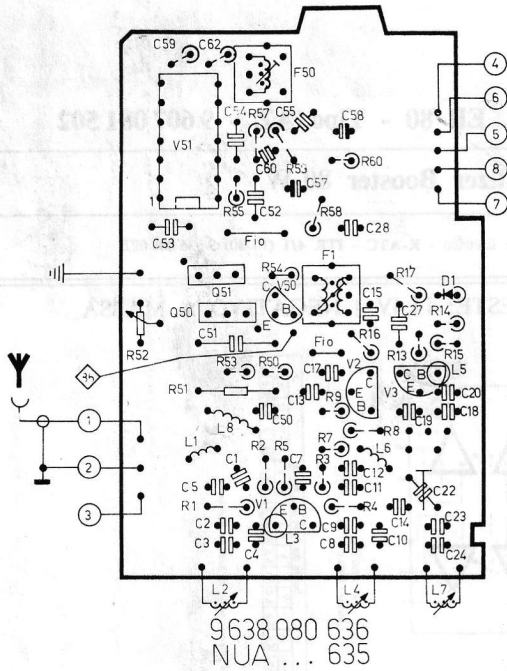 C59 C62
F50
4
6
5
8
7
C54 R57 C55
C58
V51
C60 R56
R60
C57
1
R55 C52
R58
C53
Fio
C28
Q51
R54
F1
R17
D1
C V50
C15
C27
R14
Q50
B
E
R16
R52
C51
Fio
R13
R15
R53 R50
C17
V2
C
E C B
L5
R51
C13
R9
B
V3
C20
E
C50
C19
C18
L8
R8
1
L1
R2 R5
R7
L6
C1
C7
R3
C12
2
C5
C11
C22
R1
V1
R4
C14
3
C2
E B
C9
C23
C3
C4
L3
C
C8
C10
C24
L2
L4
L7
9638 080 636
NUA ... 635